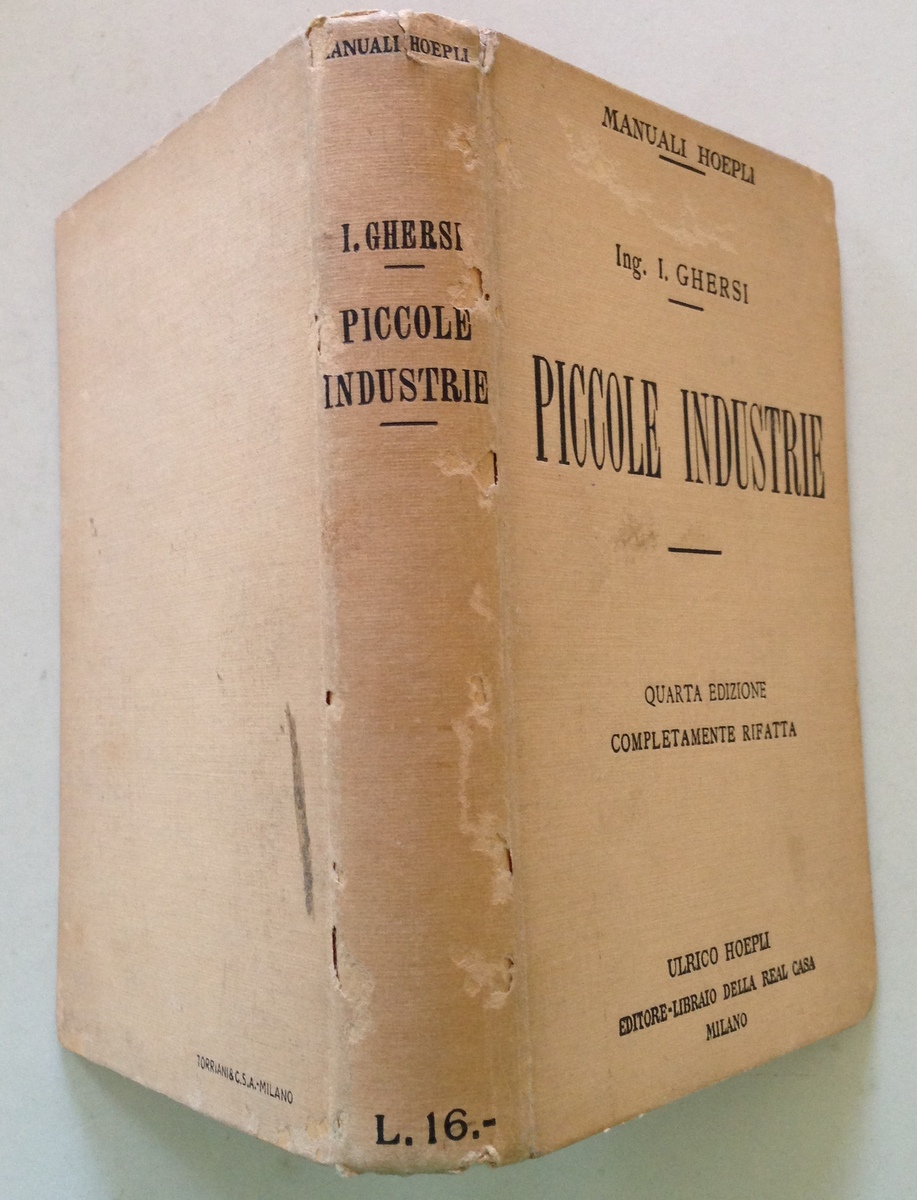 MANUALI HOEPLI
I. GHERSI
PICCOLE
INDUSTRIE
L. 16.-
MANUALI HOEPLI
Ing. I. GHERSI
PICCOLE INDUSTRIE
QUARTA EDIZIONE
COMPLETAMENTE RIFATTA
ULRICO HOEPLI
EDITORE-LIBRAIO DELLA REAL CASA
MILANO
TORRIANI & C.S.A.-MILANO